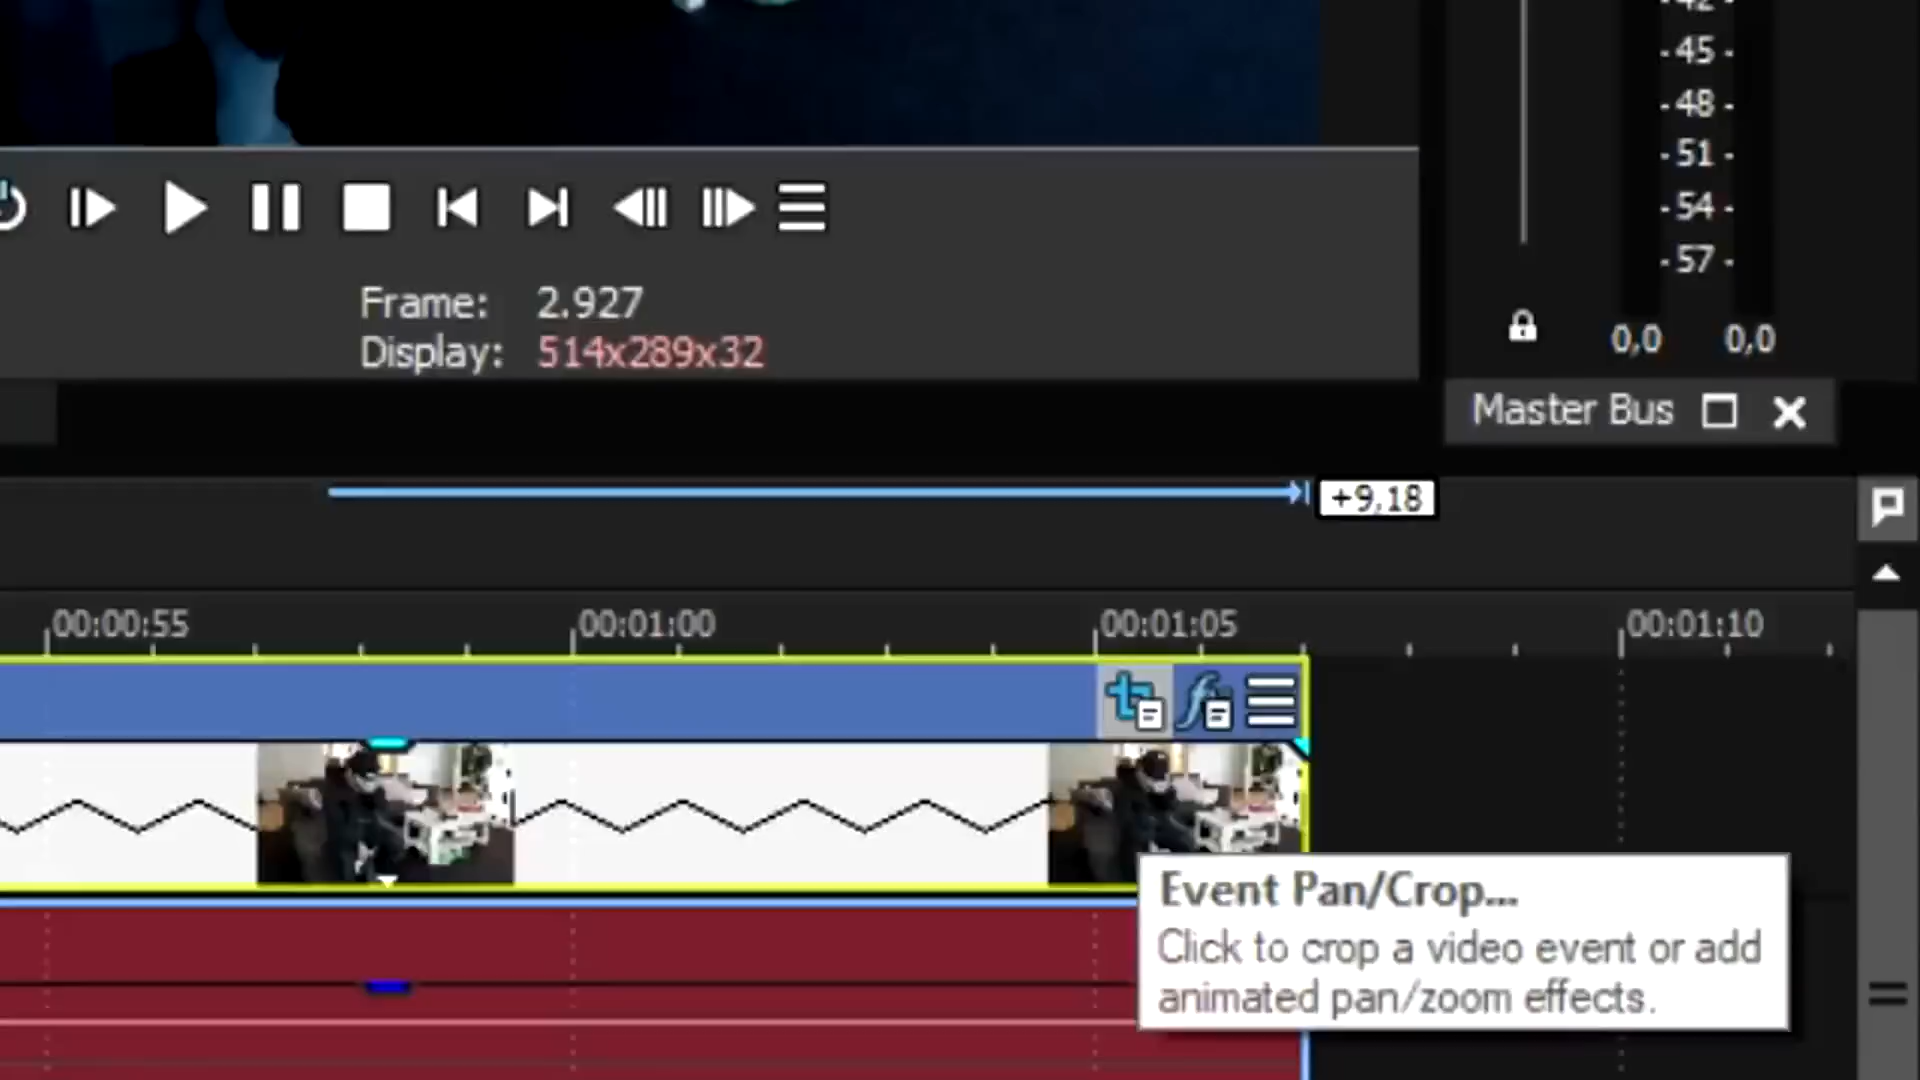 42
-45-
-48-
-51-
-54-
-57-
Frame: 2.927
Display: 514x289x32
0,0 0,0
Master Bus
+9,18
00:00:55 00:01:00 00:01:05 00:01:10
Event Pan/Crop...
Click to crop a video event or add
animated pan/zoom effects.